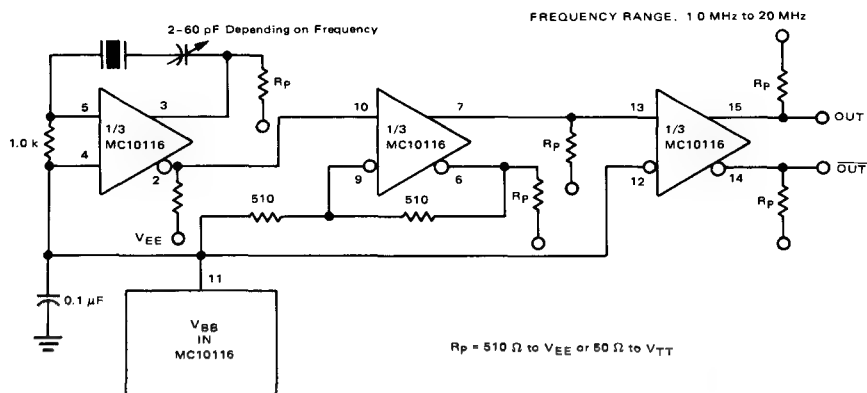 2-60 pF Depending on Frequency
FREQUENCY RANGE. 1 0 MHz to 20 MHz
RP
RP
5
3
10
7
13
15
OUT
1.0 k
1/3
MC10116
1/3
MC10116
1/3
MC10116
4
2
9
6
12
14
OUT
RP
RP
RP
510
510
VEE
11
0.1 µF
VBB
IN
MC10116
RP = 510 Ω to VEE or 50 Ω to VTT